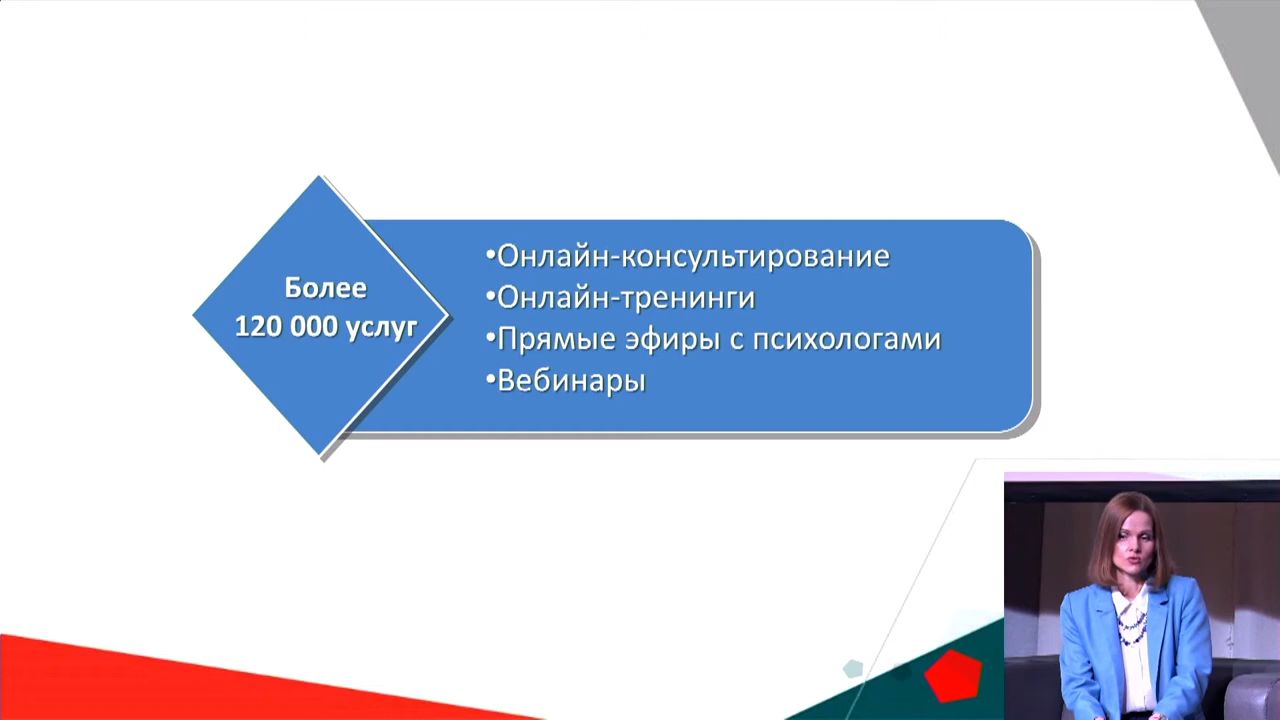 Более
120 000 услуг
•Онлайн-консультирование
•Онлайн-тренинги
•Прямые эфиры с психологами
•Вебинары